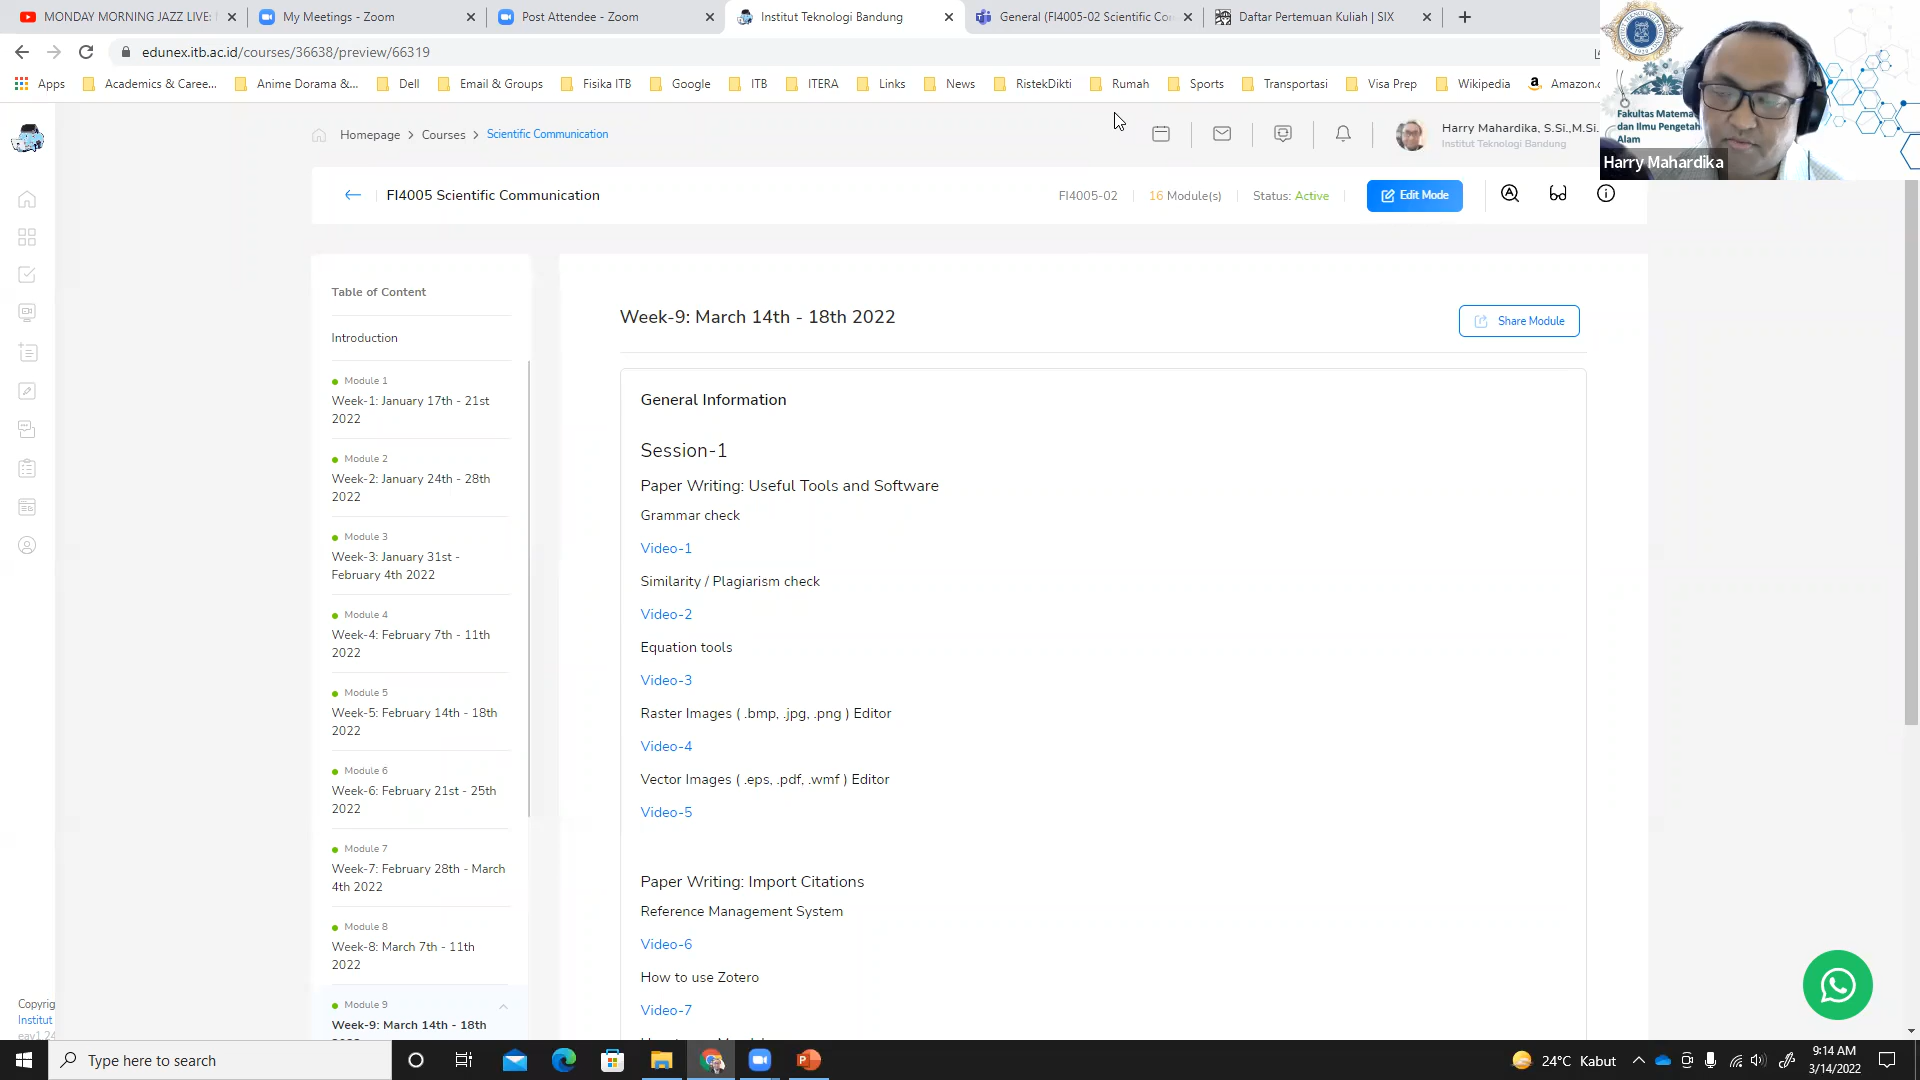 MONDAY MORNING JAZZ LIVE:
My Meetings - Zoom
Post Attendee - Zoom
Institut Teknologi Bandung
General (FI4005-02 Scientific Co
Daftar Pertemuan Kuliah | SIX
edunex.itb.ac.id/courses/36638/preview/66319
Apps
Academics & Caree...
Anime Dorama &...
Dell
Email & Groups
Fisika ITB
Google
ITB
ITERA
Links
News
RistekDikti
Rumah
Sports
Transportasi
Visa Prep
Wikipedia
Amazon.c
Fakultas Matema
dan Ilmu Pengetah
Alam
Harry Mahardika
Homepage > Courses > Scientific Communication
Harry Mahardika, S.Si.,M.Si.
Institut Teknologi Bandung
FI4005 Scientific Communication
FI4005-02
16 Module(s)
Status: Active
Edit Mode
Table of Content
Introduction
Module 1
Week-1: January 17th - 21st
2022
Module 2
Week-2: January 24th - 28th
2022
Module 3
Week-3: January 31st -
February 4th 2022
Module 4
Week-4: February 7th - 11th
2022
Module 5
Week-5: February 14th - 18th
2022
Module 6
Week-6: February 21st - 25th
2022
Module 7
Week-7: February 28th - March
4th 2022
Module 8
Week-8: March 7th - 11th
2022
Module 9
Week-9: March 14th - 18th
Week-9: March 14th - 18th 2022
Share Module
General Information
Session-1
Paper Writing: Useful Tools and Software
Grammar check
Video-1
Similarity / Plagiarism check
Video-2
Equation tools
Video-3
Raster Images ( .bmp, .jpg, .png ) Editor
Video-4
Vector Images ( .eps, .pdf, .wmf ) Editor
Video-5
Paper Writing: Import Citations
Reference Management System
Video-6
How to use Zotero
Video-7
Copyrig
Institut
Type here to search
24°C Kabut
9:14 AM
3/14/2022